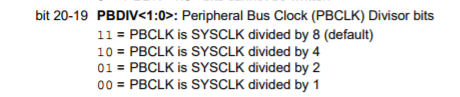 bit 20-19 PBDIV<1:0>: Peripheral Bus Clock (PBCLK) Divisor bits
11 = PBCLK is SYSCLK divided by 8 (default)
10 = PBCLK is SYSCLK divided by 4
01 = PBCLK is SYSCLK divided by 2
00 = PBCLK is SYSCLK divided by 1